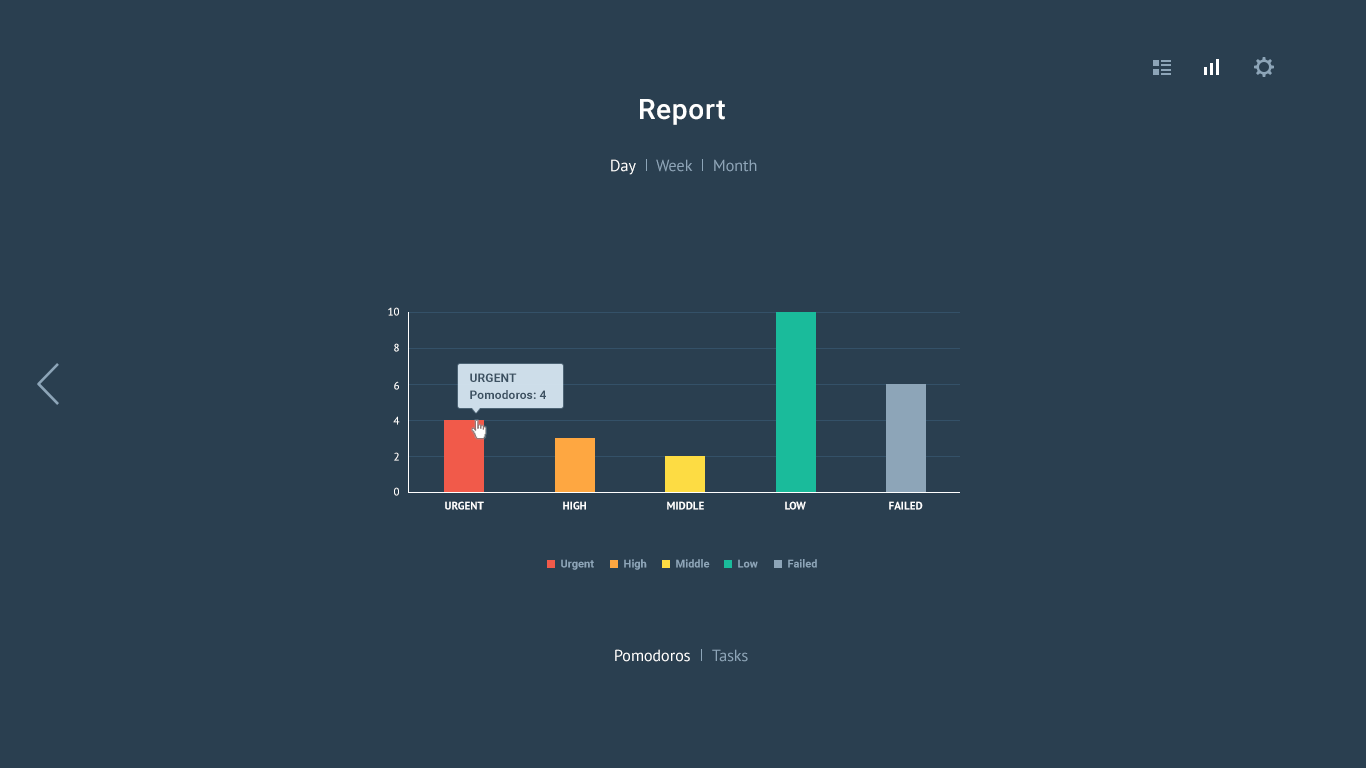 Report
Day | Week | Month
10
8
6
4
2
0
URGENT
Pomodoros: 4
URGENT HIGH MIDDLE LOW FAILED
Urgent High Middle Low Failed
Pomodoros | Tasks